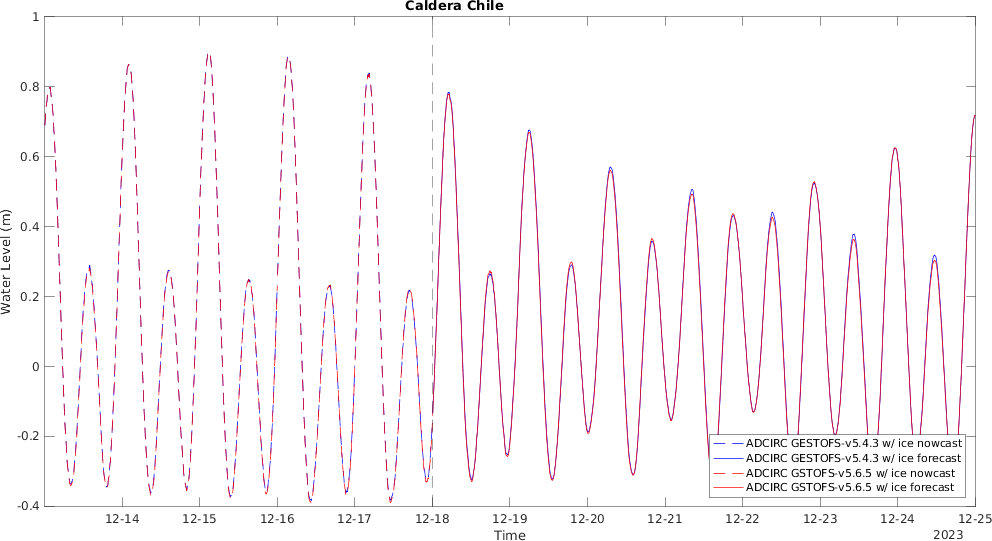 Caldera Chile
1
0.8
0.6
0.4
0.2
0
-0.2
-0.4
Water Level (m)
12-14 12-15 12-16 12-17 12-18 12-19 12-20 12-21 12-22 12-23 12-24 12-25
Time
2023
ADCIRC GESTOFS-v5.4.3 w/ ice nowcast
ADCIRC GESTOFS-v5.4.3 w/ ice forecast
ADCIRC GSTOFS-v5.6.5 w/ ice nowcast
ADCIRC GSTOFS-v5.6.5 w/ ice forecast